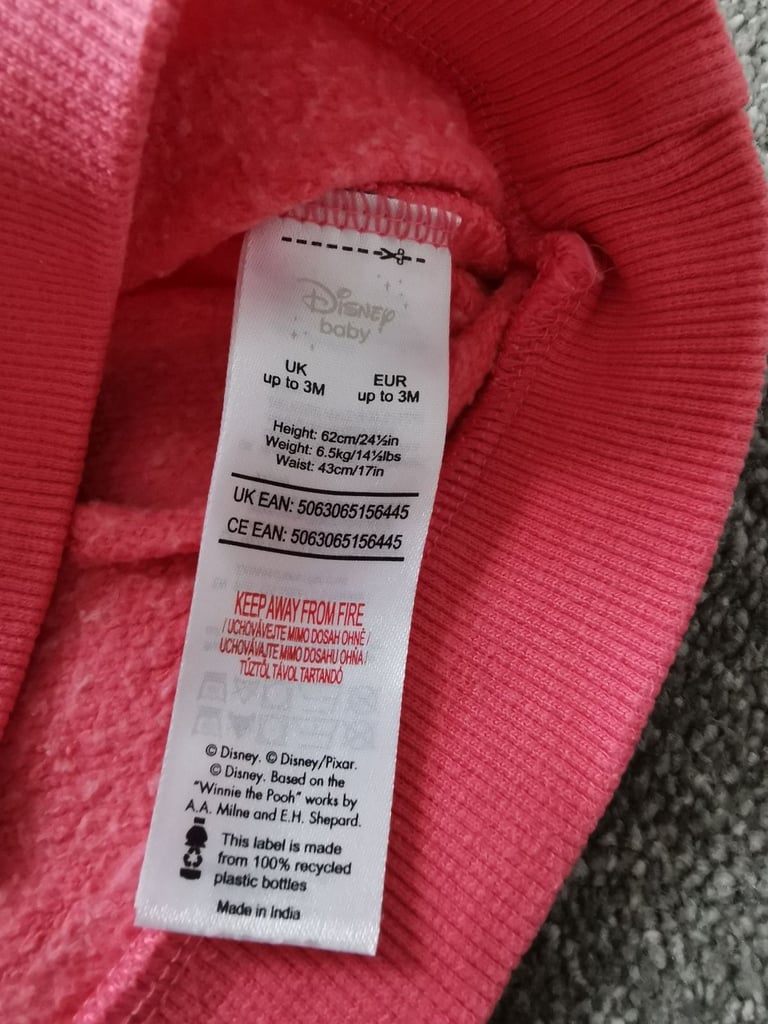 Disney
baby
UK
up to 3M
EUR
up to 3M
Height: 62cm/24½in
Weight: 6.5kg/14½lbs
Waist: 43cm/17in
UK EAN: 5063065156445
CE EAN: 5063065156445
KEEP AWAY FROM FIRE
/ UCHOVÁVEJTE MIMO DOSAH OHNĚ /
UCHOVÁVAJTE MIMO DOSAHU OHŇA /
TŰZTŐL TÁVOL TARTANDÓ
© Disney. © Disney/Pixar.
© Disney. Based on the
"Winnie the Pooh" works by
A.A. Milne and E.H. Shepard.
This label is made
from 100% recycled
plastic bottles
Made in India